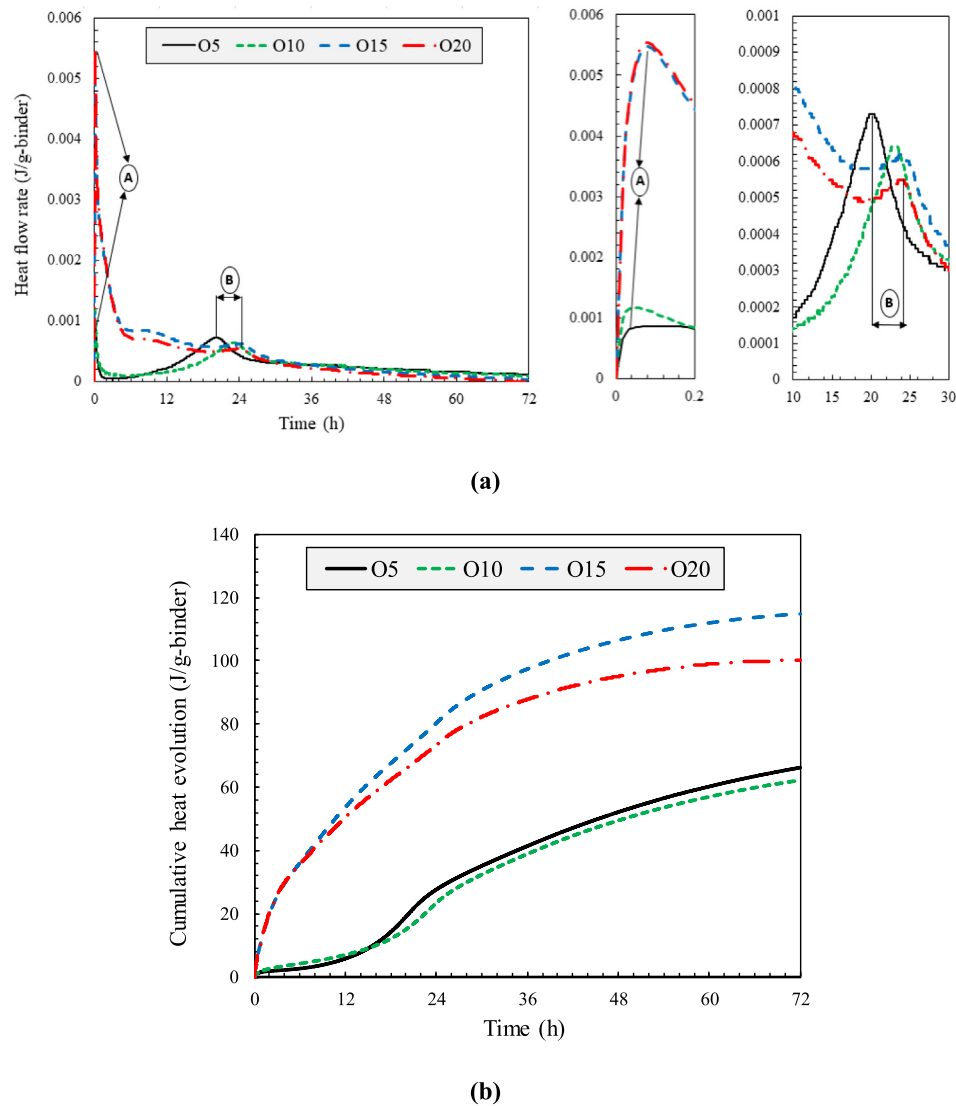 Heat flow rate (J/g-binder)
0.006
0.005
0.004
0.003
0.002
0.001
0
O5 O10 O15 O20
A
B
0 12 24 36 48 60 72
Time (h)
0.006
0.005
0.004
0.003
0.002
0.001
0
A
0 0.2
0.001
0.0009
0.0008
0.0007
0.0006
0.0005
0.0004
0.0003
0.0002
0.0001
0
B
10 15 20 25 30
(a)
Cumulative heat evolution (J/g-binder)
140
120
100
80
60
40
20
0
O5 O10 O15 O20
0 12 24 36 48 60 72
Time (h)
(b)